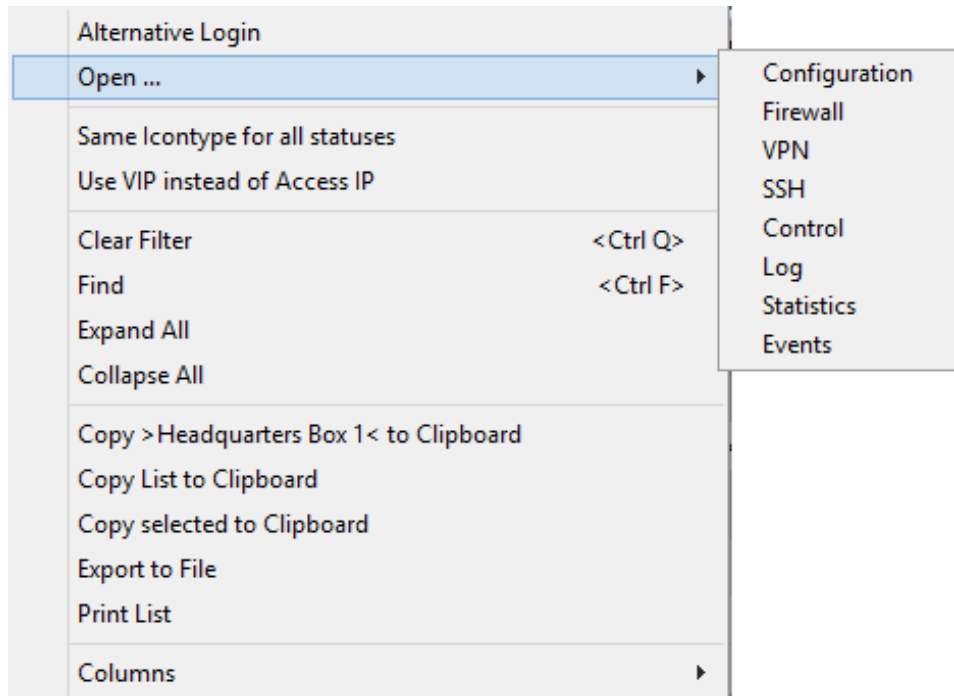 Alternative Login
Open ...
Same Icontype for all statuses
Use VIP instead of Access IP
Clear Filter <Ctrl Q>
Find <Ctrl F>
Expand All
Collapse All
Copy >Headquarters Box 1< to Clipboard
Copy List to Clipboard
Copy selected to Clipboard
Export to File
Print List
Columns
Configuration
Firewall
VPN
SSH
Control
Log
Statistics
Events